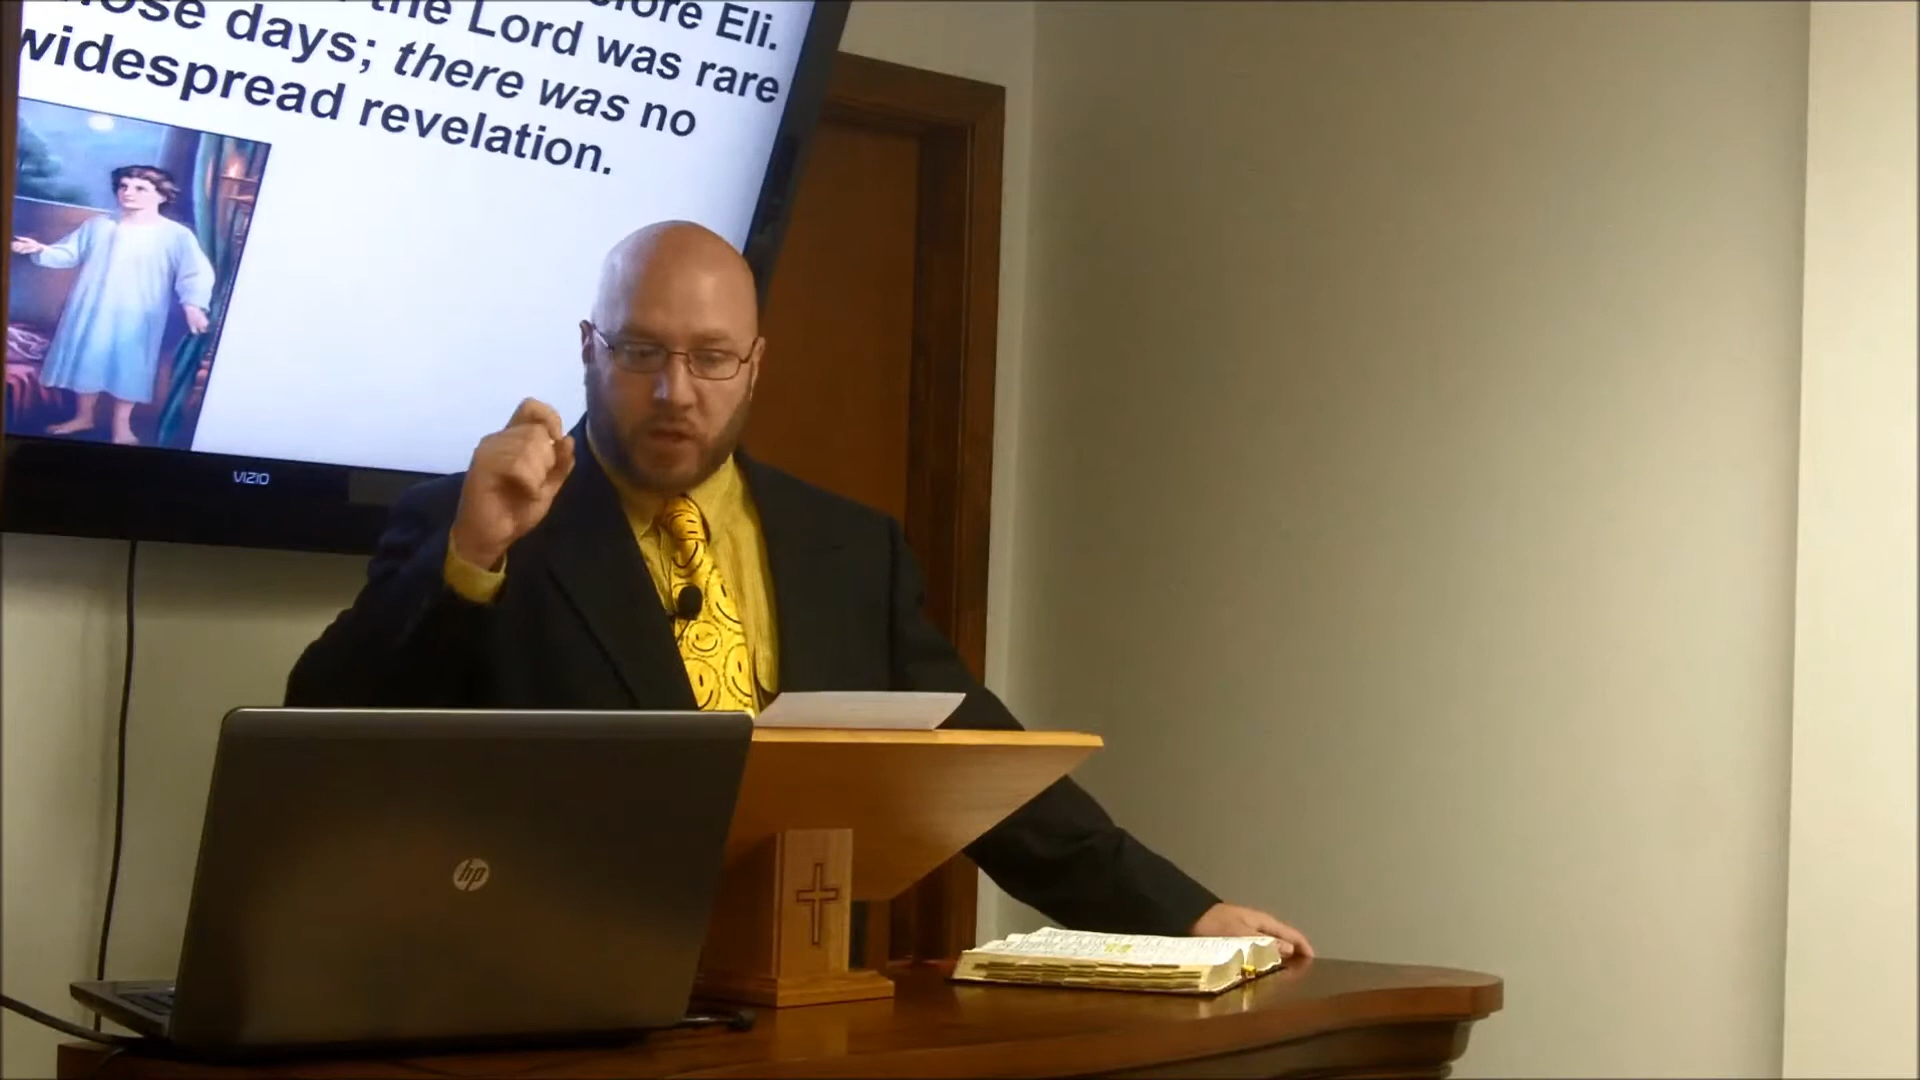 the Lord was rare
days; there was no
widespread revelation.
VIZIO
hp